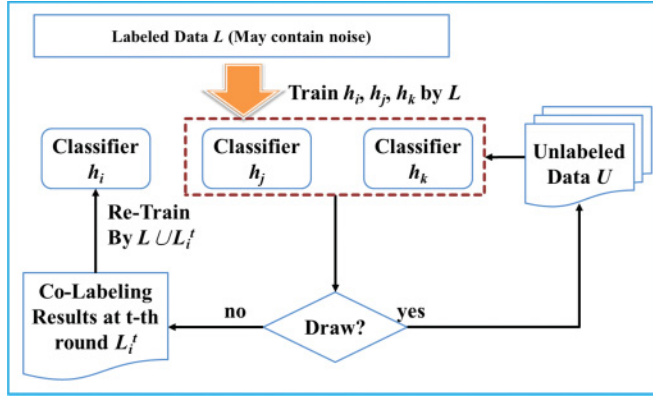 Labeled Data L (May contain noise)
Train hᵢ, hⱼ, hₖ by L
Classifier
hᵢ
Classifier
hⱼ
Classifier
hₖ
Unlabeled
Data U
Re-Train
By L ∪Lᵢᵗ
Co-Labeling
Results at t-th
round Lᵢᵗ
no
Draw?
yes